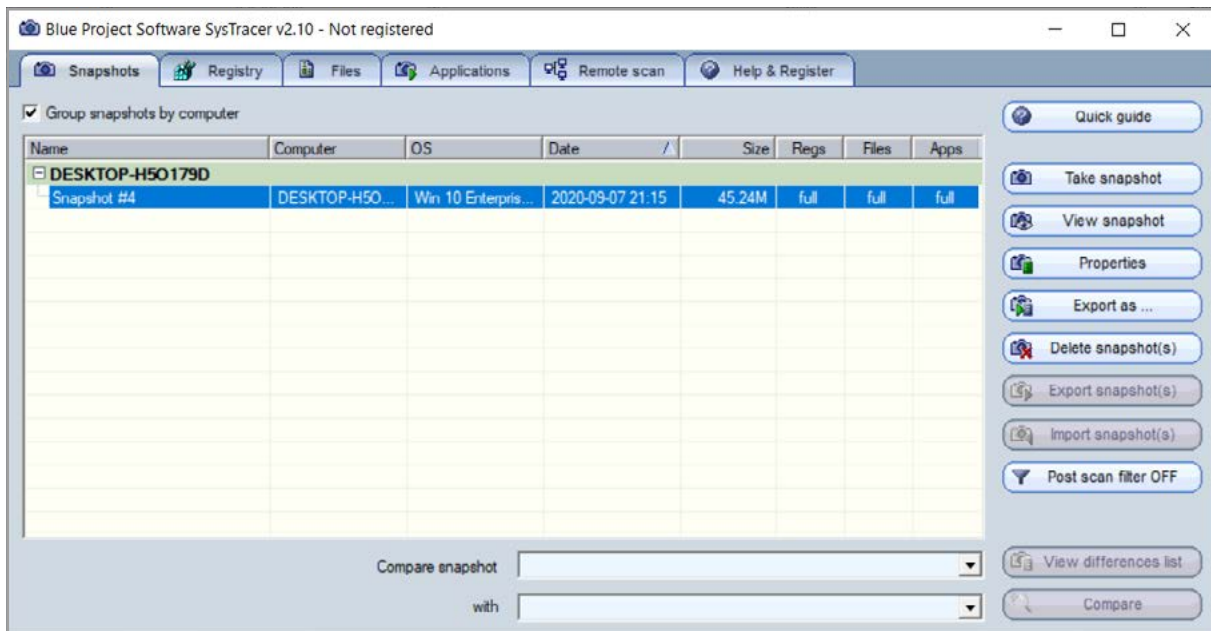 Blue Project Software SysTracer v2.10 - Not registered
Snapshots Registry Files Applications Remote scan Help & Register
Group snapshots by computer
Quick guide
Name Computer OS Date / Size Regs Files Apps
DESKTOP-H5O179D
Take snapshot
Snapshot #4 DESKTOP-H5O... Win 10 Enterpris... 2020-09-07 21:15 45.24M full full full
View snapshot
Properties
Export as ...
Delete snapshot(s)
Export snapshot(s)
Import snapshot(s)
Post scan filter OFF
Compare snapshot
View differences list
with
Compare